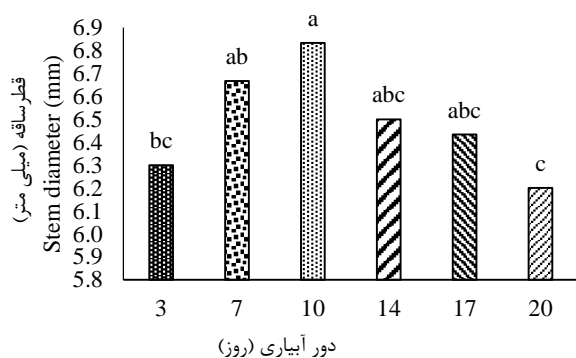 6.9
6.8
6.7
6.6
6.5
6.4
6.3
6.2
6.1
6.0
5.9
5.8
قطرساقه (میلی متر)
Stem diameter (mm)
bc
ab
a
abc
abc
c
3 7 10 14 17 20
دور آبیاری (روز)